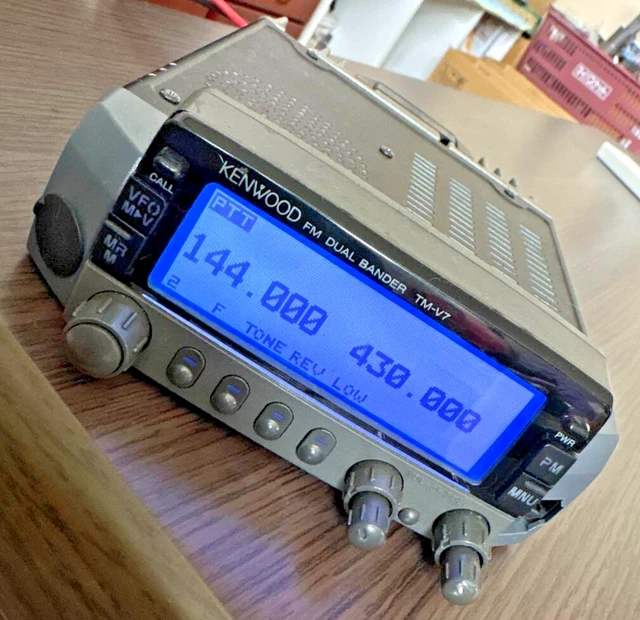 CALL
KENWOOD FM DUAL BANDER TM-V7
VFO
M▶V
MR
M
PTT
144.000 430.000
2 F TONE REV LOW
PWR
PM
MNU